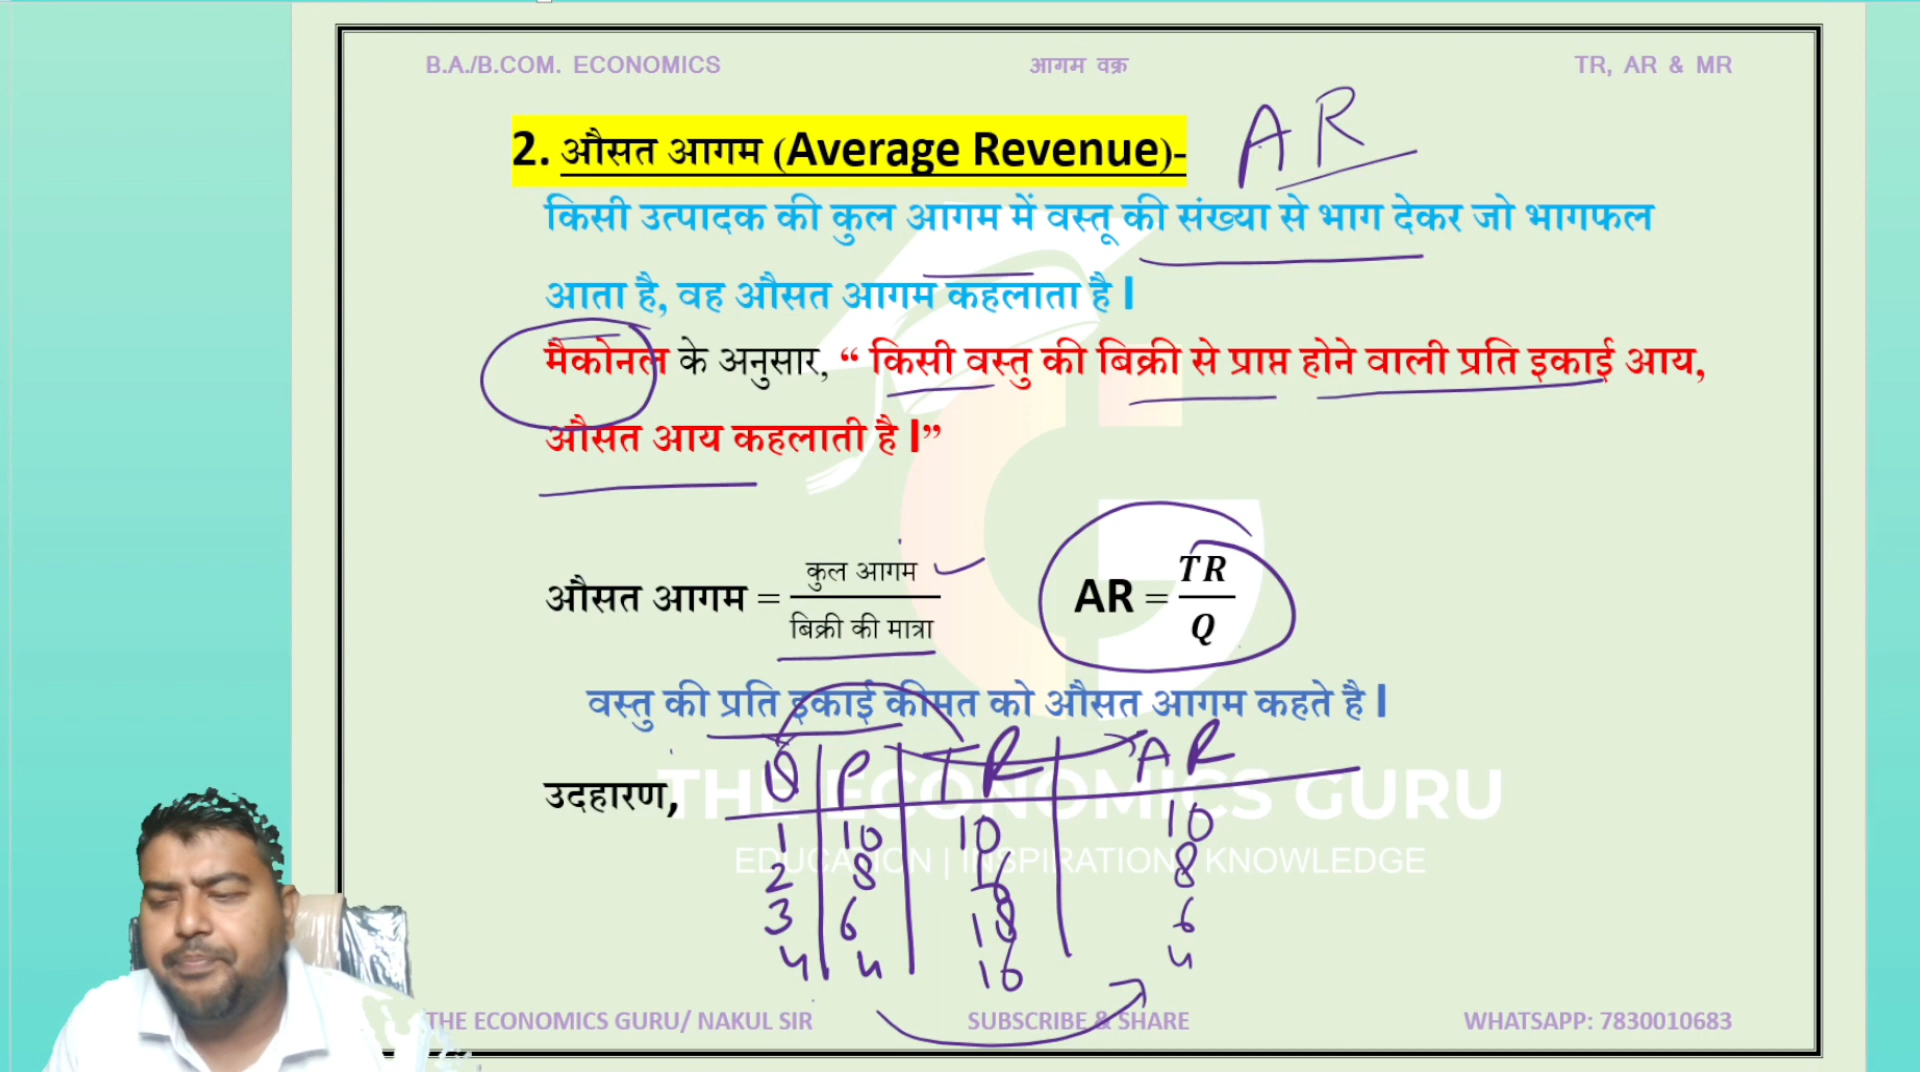 B.A./B.COM. ECONOMICS आगम वक्र TR, AR & MR
2. औसत आगम (Average Revenue)- AR
किसी उत्पादक की कुल आगम में वस्तू की संख्या से भाग देकर जो भागफल
आता है, वह औसत आगम कहलाता है l
मैकोनल के अनुसार, “ किसी वस्तु की बिक्री से प्राप्त होने वाली प्रति इकाई आय,
औसत आय कहलाती है l”
औसत आगम = कुल आगम / बिक्री की मात्रा AR = TR / Q
वस्तु की प्रति इकाई कीमत को औसत आगम कहते है l
उदहारण,
Q P TR AR
1 10 10 10
2 8 16 8
3 6 18 6
4 4 16 4
THE ECONOMICS GURU
EDUCATION | INSPIRATION | KNOWLEDGE
THE ECONOMICS GURU/ NAKUL SIR SUBSCRIBE & SHARE WHATSAPP: 7830010683